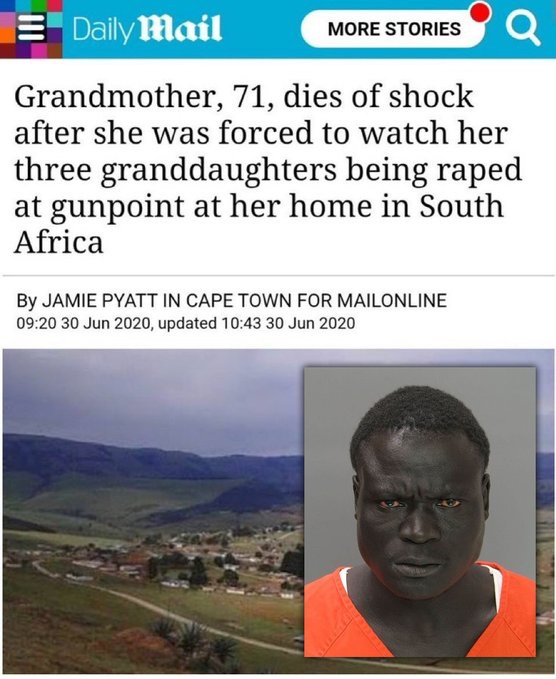 Daily Mail
MORE STORIES
Grandmother, 71, dies of shock
after she was forced to watch her
three granddaughters being raped
at gunpoint at her home in South
Africa
By JAMIE PYATT IN CAPE TOWN FOR MAILONLINE
09:20 30 Jun 2020, updated 10:43 30 Jun 2020